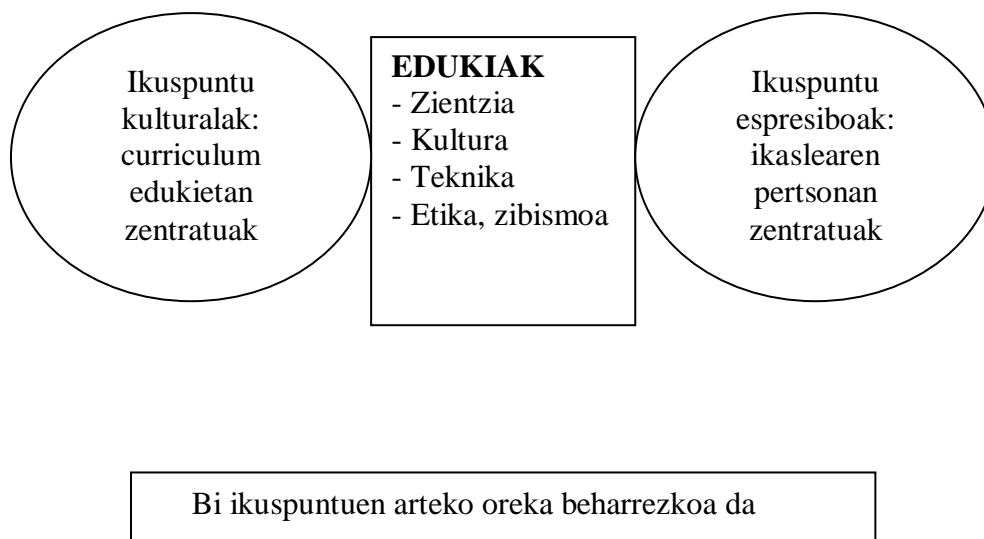 Ikuspuntu
kulturalak:
curriculum
edukietan
zentratuak
EDUKIAK
- Zientzia
- Kultura
- Teknika
- Etika, zibismoa
Ikuspuntu
espresiboak:
ikaslearen
pertsonan
zentratuak
Bi ikuspuntuen arteko oreka beharrezkoa da